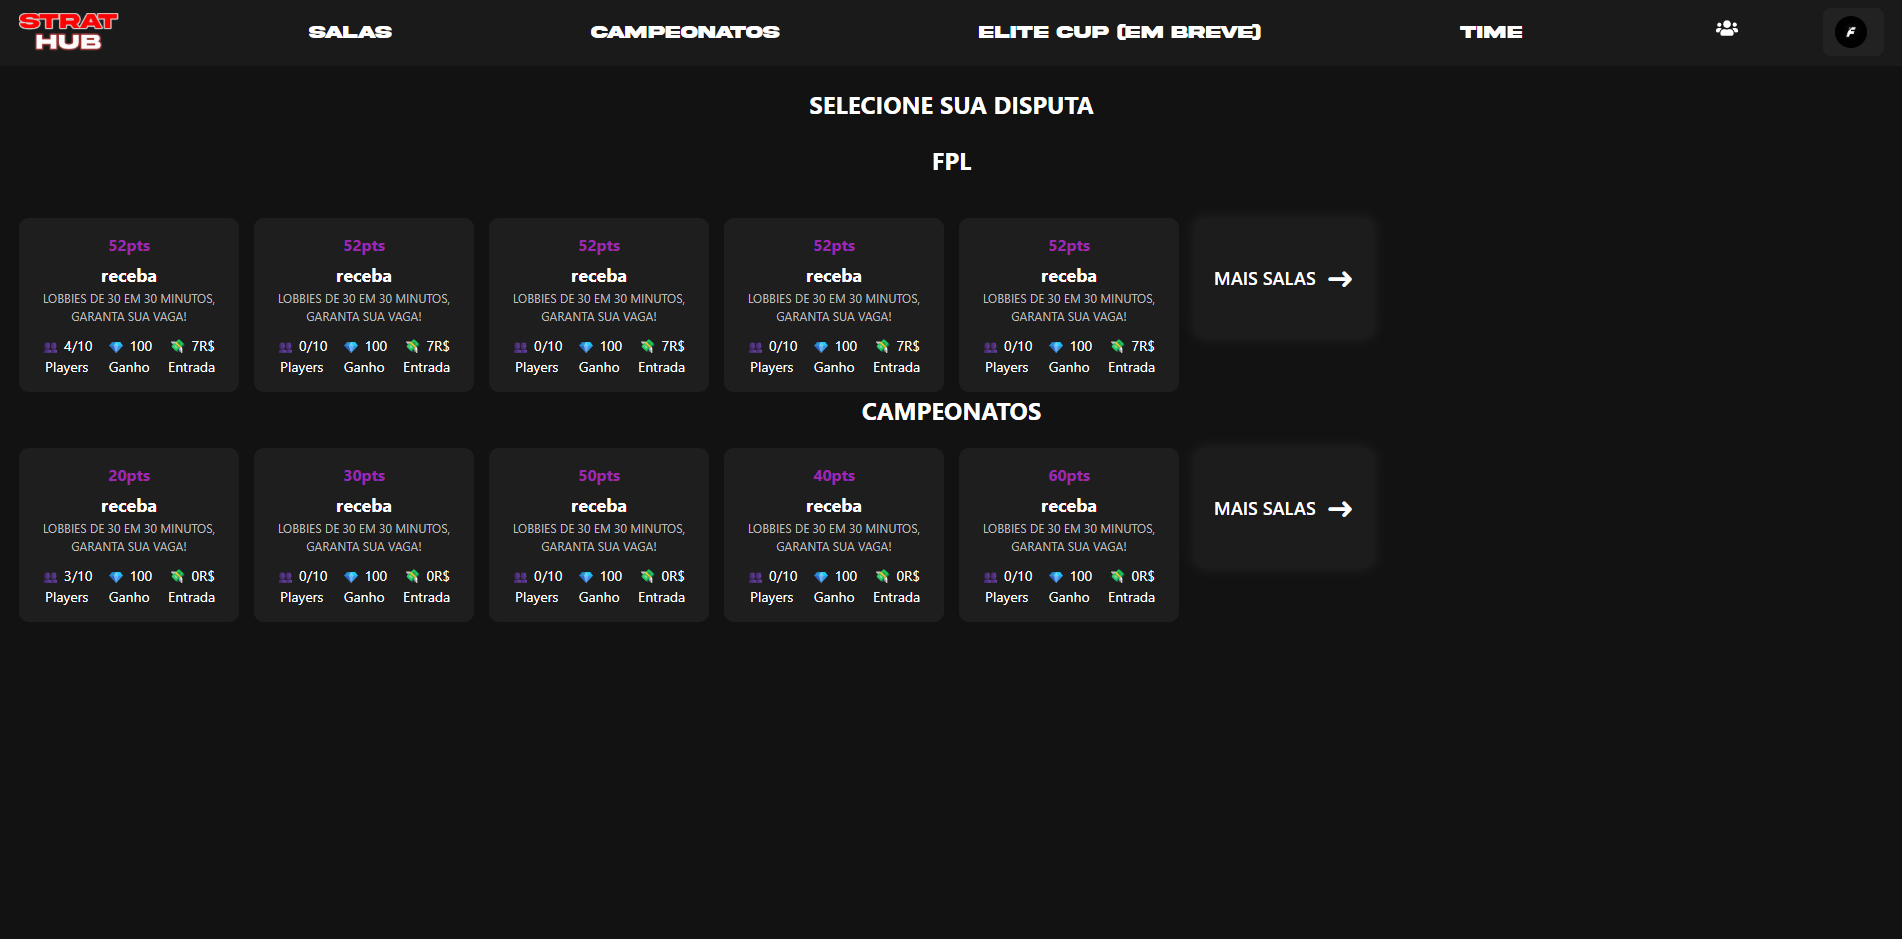 STRAT
HUB
SALAS
CAMPEONATOS
ELITE CUP (EM BREVE)
TIME
F
SELECIONE SUA DISPUTA
FPL
52pts
receba
LOBBIES DE 30 EM 30 MINUTOS,
GARANTA SUA VAGA!
4/10 100 7R$
Players Ganho Entrada
52pts
receba
LOBBIES DE 30 EM 30 MINUTOS,
GARANTA SUA VAGA!
0/10 100 7R$
Players Ganho Entrada
52pts
receba
LOBBIES DE 30 EM 30 MINUTOS,
GARANTA SUA VAGA!
0/10 100 7R$
Players Ganho Entrada
52pts
receba
LOBBIES DE 30 EM 30 MINUTOS,
GARANTA SUA VAGA!
0/10 100 7R$
Players Ganho Entrada
52pts
receba
LOBBIES DE 30 EM 30 MINUTOS,
GARANTA SUA VAGA!
0/10 100 7R$
Players Ganho Entrada
MAIS SALAS
CAMPEONATOS
20pts
receba
LOBBIES DE 30 EM 30 MINUTOS,
GARANTA SUA VAGA!
3/10 100 0R$
Players Ganho Entrada
30pts
receba
LOBBIES DE 30 EM 30 MINUTOS,
GARANTA SUA VAGA!
0/10 100 0R$
Players Ganho Entrada
50pts
receba
LOBBIES DE 30 EM 30 MINUTOS,
GARANTA SUA VAGA!
0/10 100 0R$
Players Ganho Entrada
40pts
receba
LOBBIES DE 30 EM 30 MINUTOS,
GARANTA SUA VAGA!
0/10 100 0R$
Players Ganho Entrada
60pts
receba
LOBBIES DE 30 EM 30 MINUTOS,
GARANTA SUA VAGA!
0/10 100 0R$
Players Ganho Entrada
MAIS SALAS